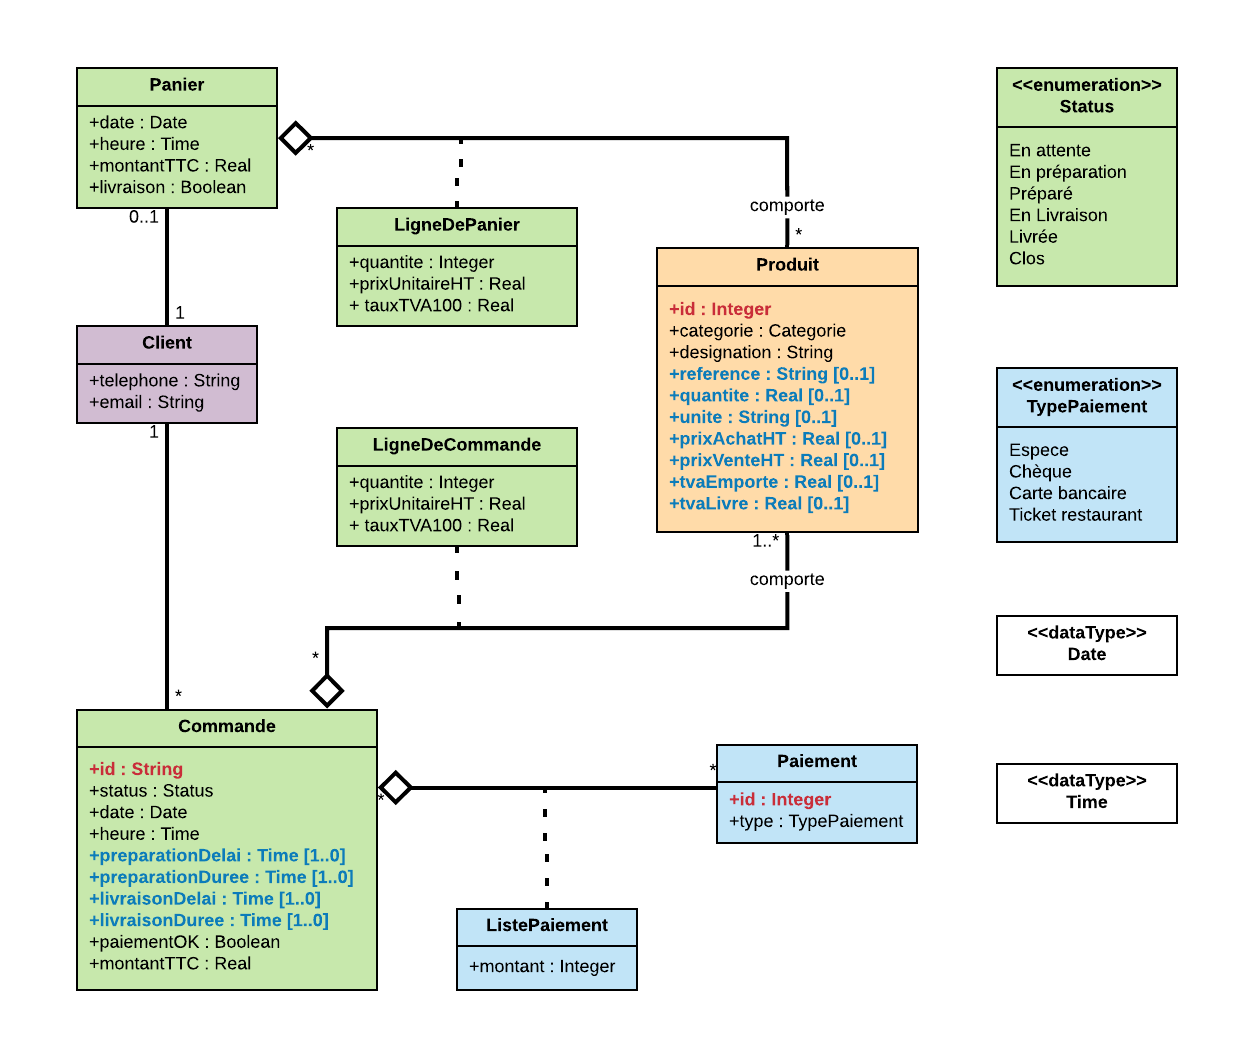 Panier
+date : Date
+heure : Time
+montantTTC : Real
+livraison : Boolean
*
0..1
LigneDePanier
+quantite : Integer
+prixUnitaireHT : Real
+ tauxTVA100 : Real
comporte
*
Produit
+id : Integer
+categorie : Categorie
+designation : String
+reference : String [0..1]
+quantite : Real [0..1]
+unite : String [0..1]
+prixAchatHT : Real [0..1]
+prixVenteHT : Real [0..1]
+tvaEmporte : Real [0..1]
+tvaLivre : Real [0..1]
1..*
comporte
1
Client
+telephone : String
+email : String
1
LigneDeCommande
+quantite : Integer
+prixUnitaireHT : Real
+ tauxTVA100 : Real
*
*
Commande
+id : String
+status : Status
+date : Date
+heure : Time
+preparationDelai : Time [1..0]
+preparationDuree : Time [1..0]
+livraisonDelai : Time [1..0]
+livraisonDuree : Time [1..0]
+paiementOK : Boolean
+montantTTC : Real
*
*
Paiement
+id : Integer
+type : TypePaiement
ListePaiement
+montant : Integer
<<enumeration>>
Status
En attente
En préparation
Préparé
En Livraison
Livrée
Clos
<<enumeration>>
TypePaiement
Espece
Chèque
Carte bancaire
Ticket restaurant
<<dataType>>
Date
<<dataType>>
Time